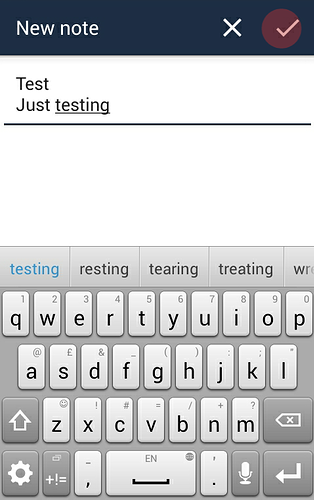 New note
Test
Just testing
testing resting tearing treating wre
1 2 3 4 5 6 7 8 9 0
q w e r t y u i o p
@ £ & _ ( ) : ; "
a s d f g h j k l
! # = / + ?
z x c v b n m
EN
+!= - , ' .